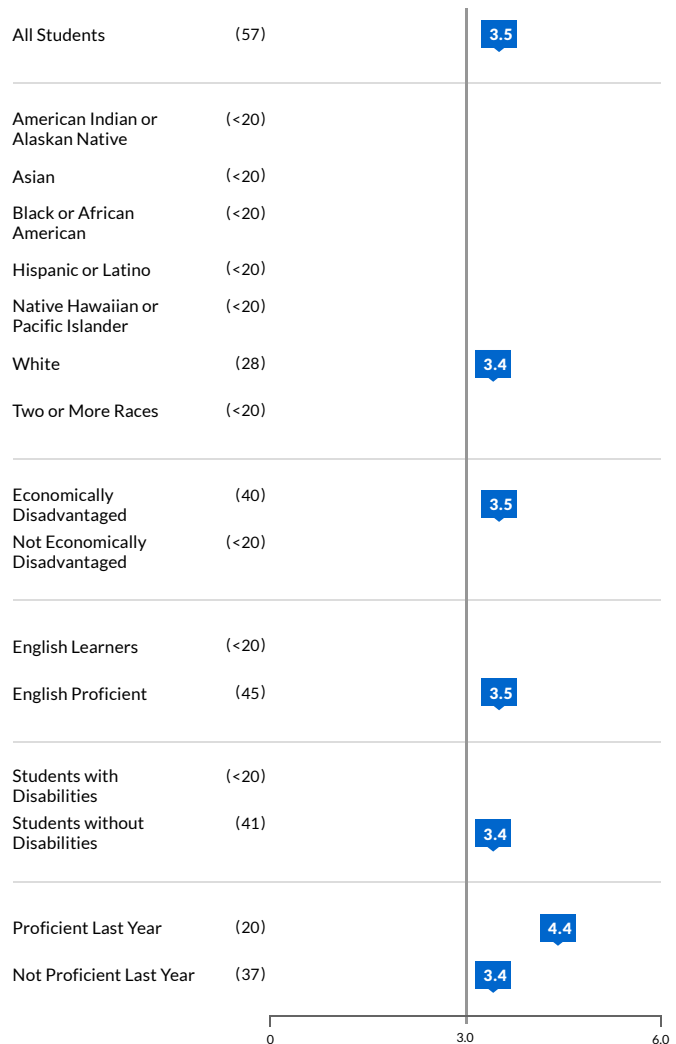 All Students (57) 3.5
American Indian or (<20)
Alaskan Native
Asian (<20)
Black or African (<20)
American
Hispanic or Latino (<20)
Native Hawaiian or (<20)
Pacific Islander
White (28) 3.4
Two or More Races (<20)
Economically (40) 3.5
Disadvantaged
Not Economically (<20)
Disadvantaged
English Learners (<20)
English Proficient (45) 3.5
Students with (<20)
Disabilities
Students without (41) 3.4
Disabilities
Proficient Last Year (20) 4.4
Not Proficient Last Year (37) 3.4
0 3.0 6.0